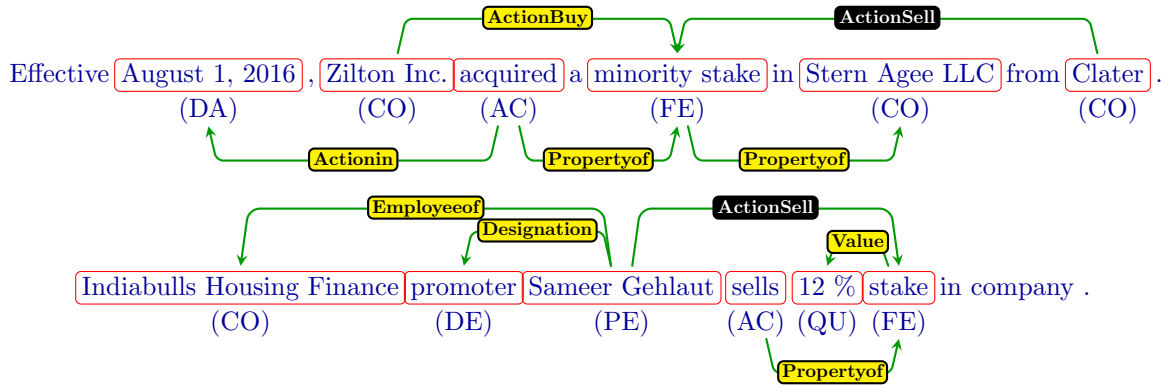 ActionBuy ActionSell
Effective August 1, 2016 , Zilton Inc. acquired a minority stake in Stern Agee LLC from Clater .
(DA) (CO) (AC) (FE) (CO) (CO)
Actionin Propertyof Propertyof
Employeeof ActionSell
Designation Value
Indiabulls Housing Finance promoter Sameer Gehlaut sells 12 % stake in company .
(CO) (DE) (PE) (AC) (QU) (FE)
Propertyof